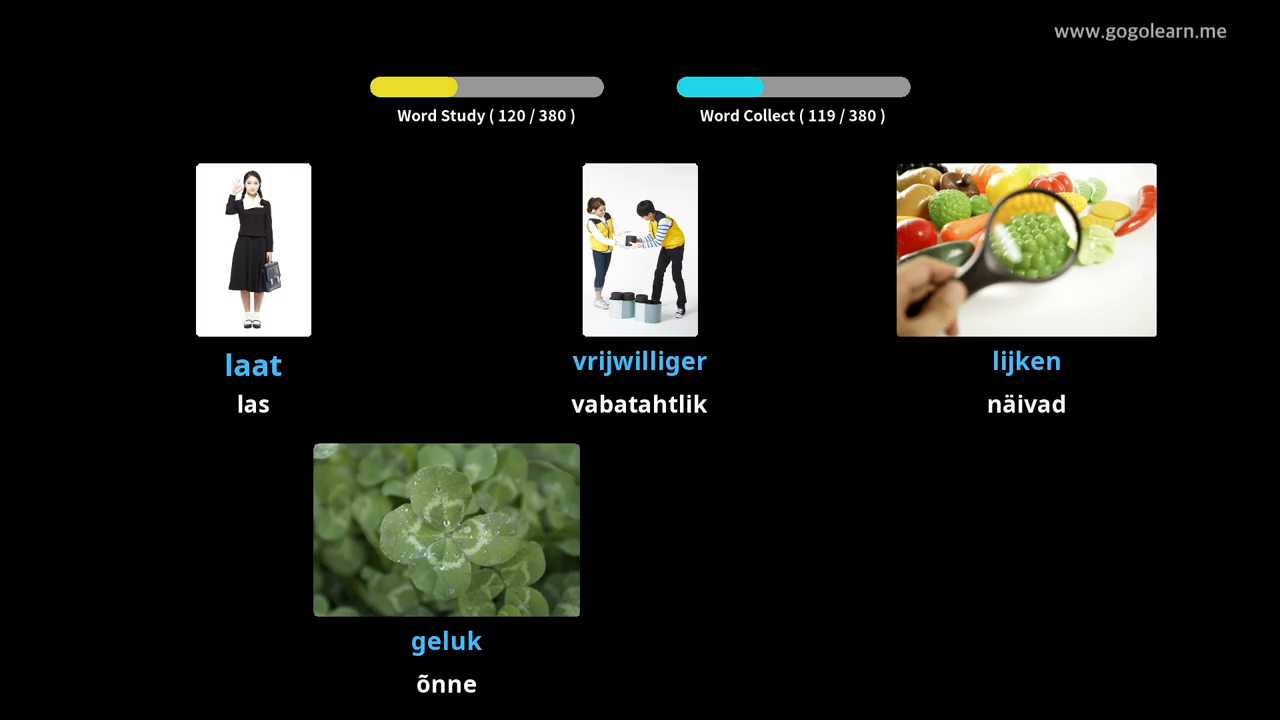 www.gogolearn.me
Word Study ( 120 / 380 )
Word Collect ( 119 / 380 )
laat
las
vrijwilliger
vabatahtlik
lijken
näivad
geluk
õnne